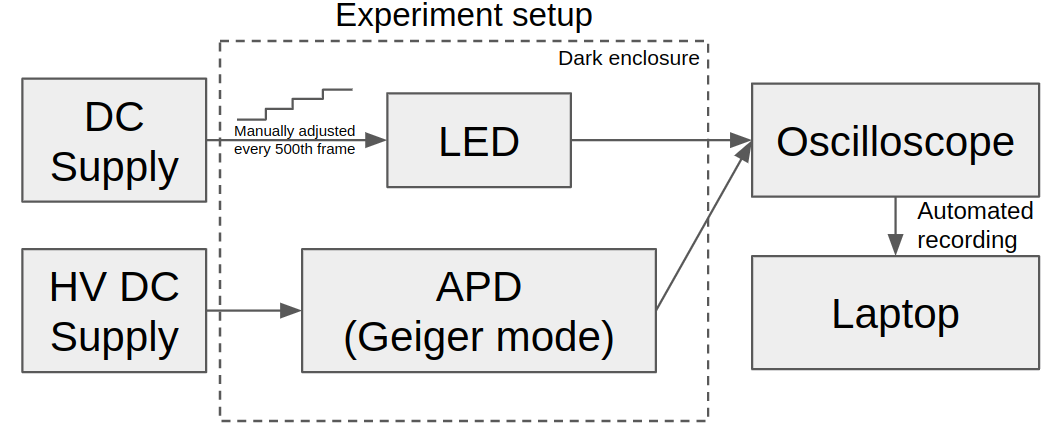 Experiment setup
Dark enclosure
DC
Supply
Manually adjusted
every 500th frame
LED
Oscilloscope
Automated
recording
HV DC
Supply
APD
(Geiger mode)
Laptop